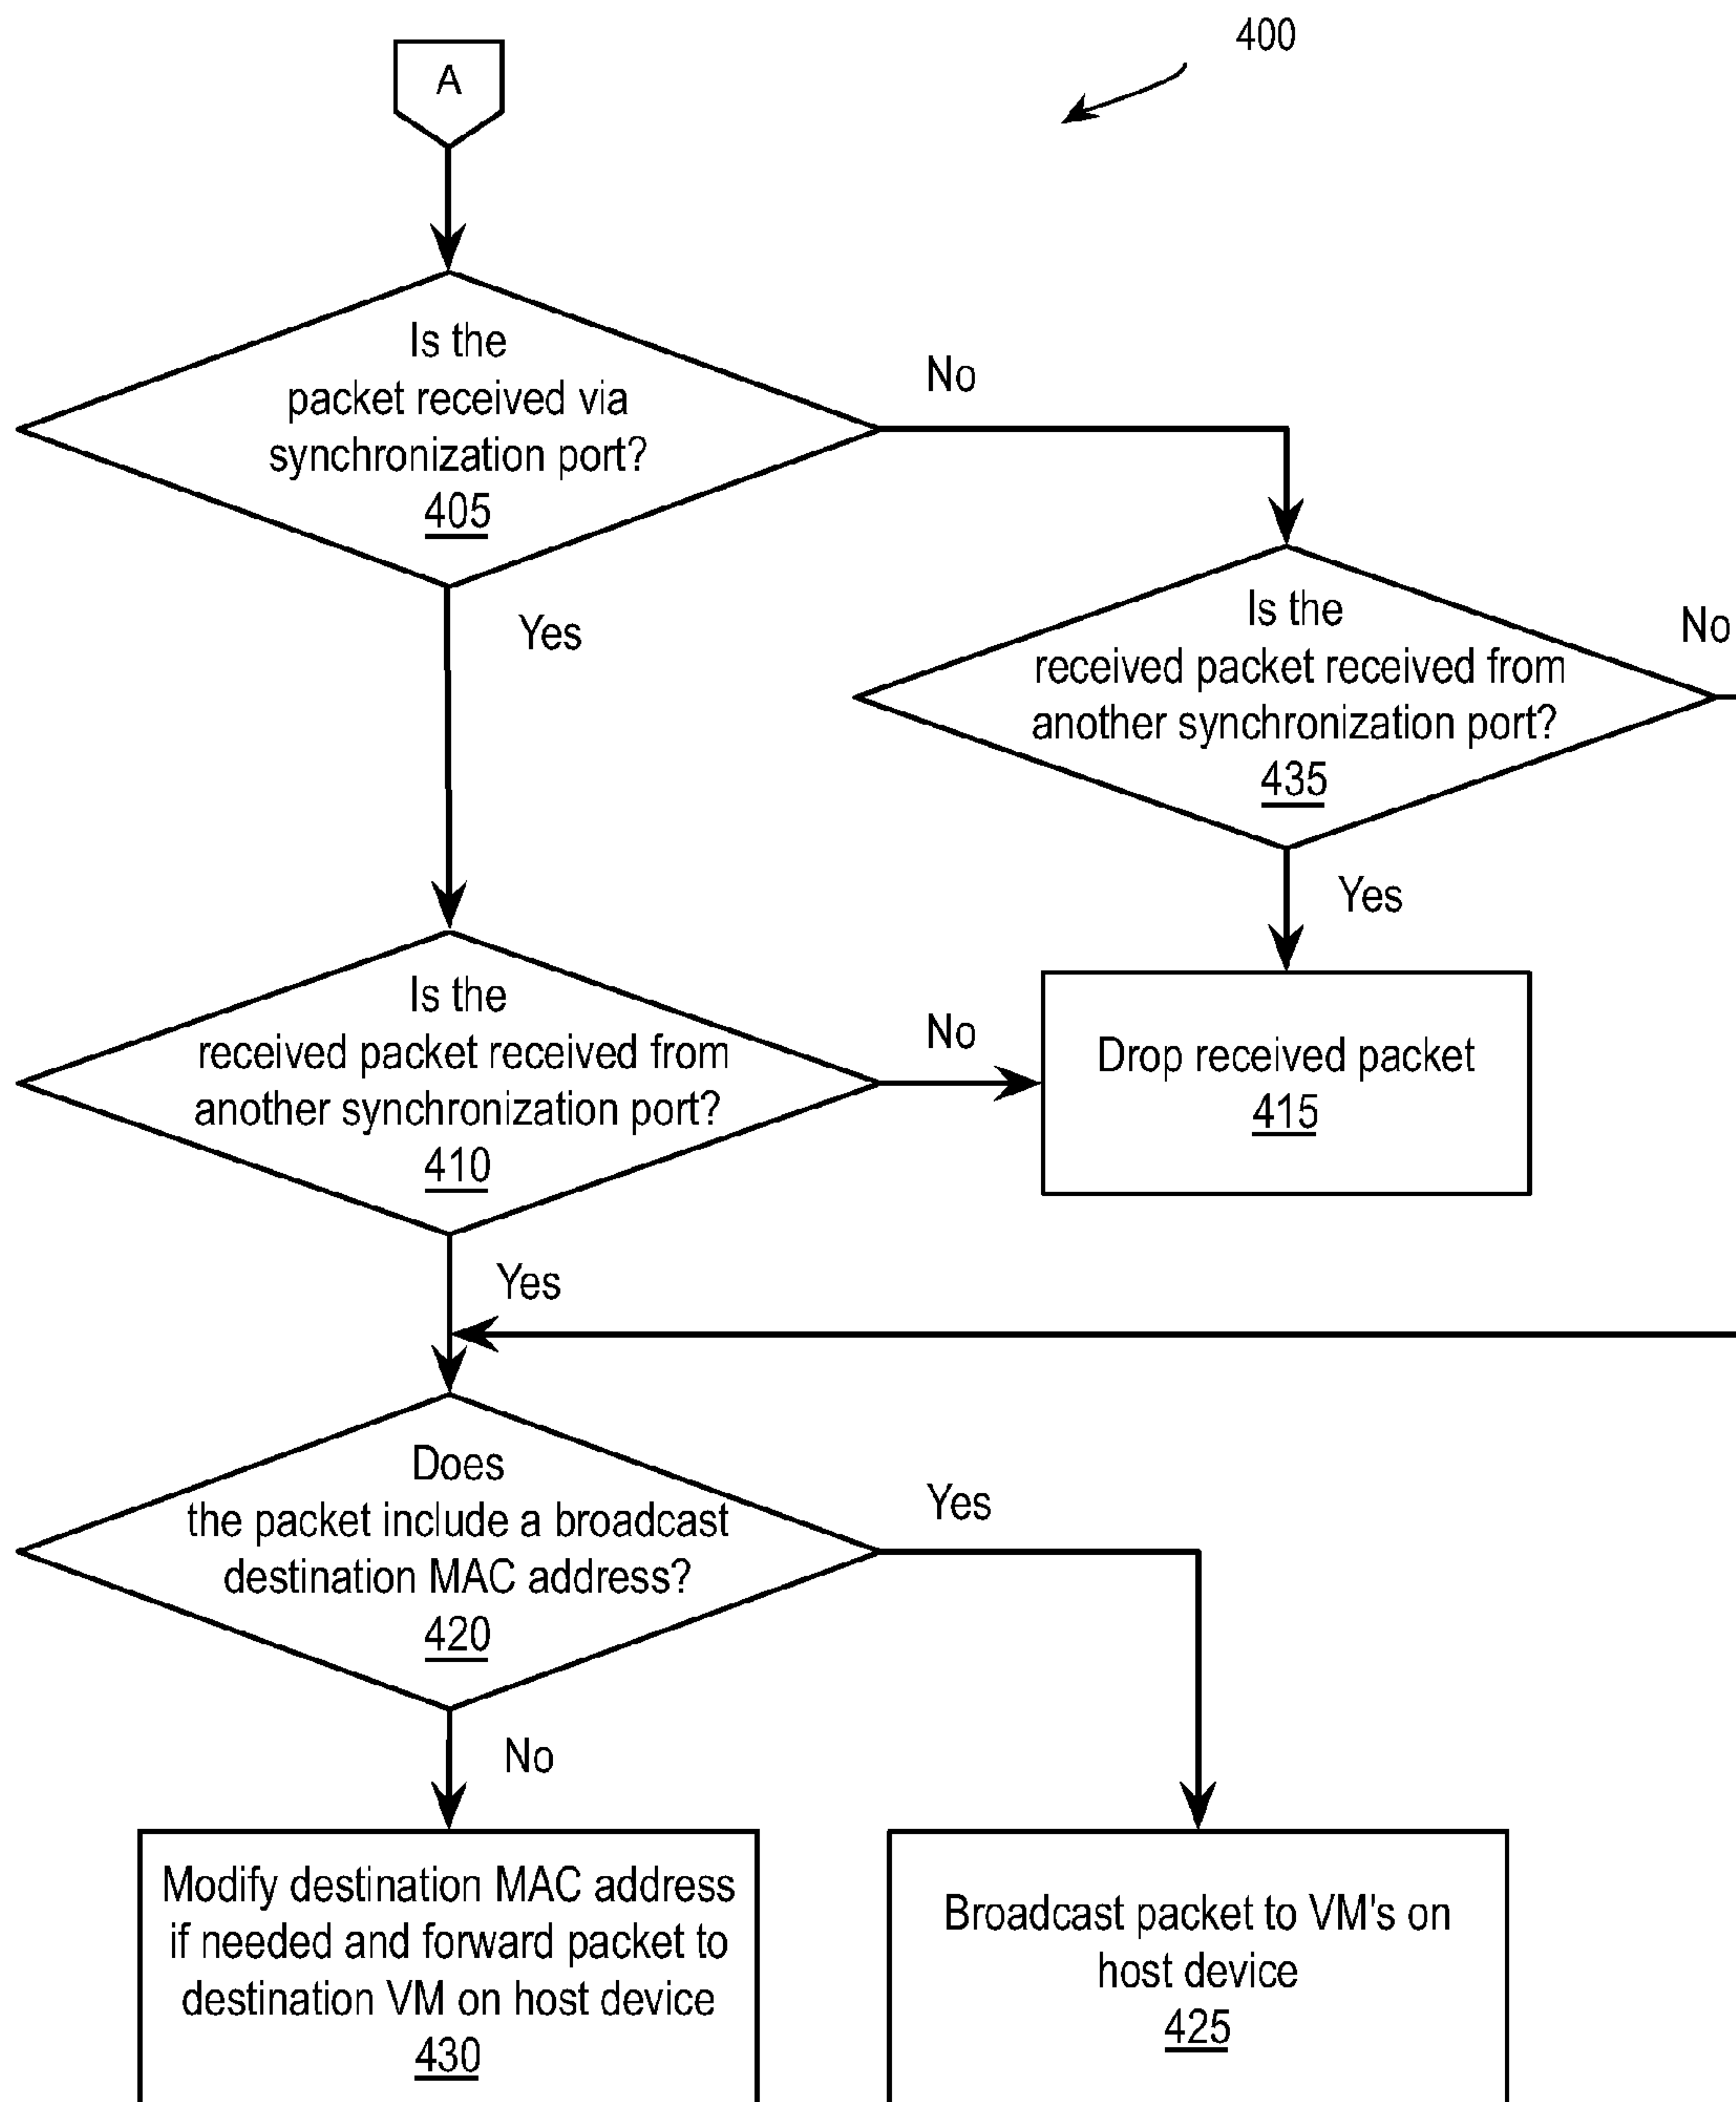 400
A
Is the
packet received via
synchronization port?
405
No
Yes
Is the
received packet received from
another synchronization port?
435
No
Yes
Is the
received packet received from
another synchronization port?
410
No
Drop received packet
415
Yes
Does
the packet include a broadcast
destination MAC address?
420
Yes
No
Modify destination MAC address
if needed and forward packet to
destination VM on host device
430
Broadcast packet to VM's on
host device
425